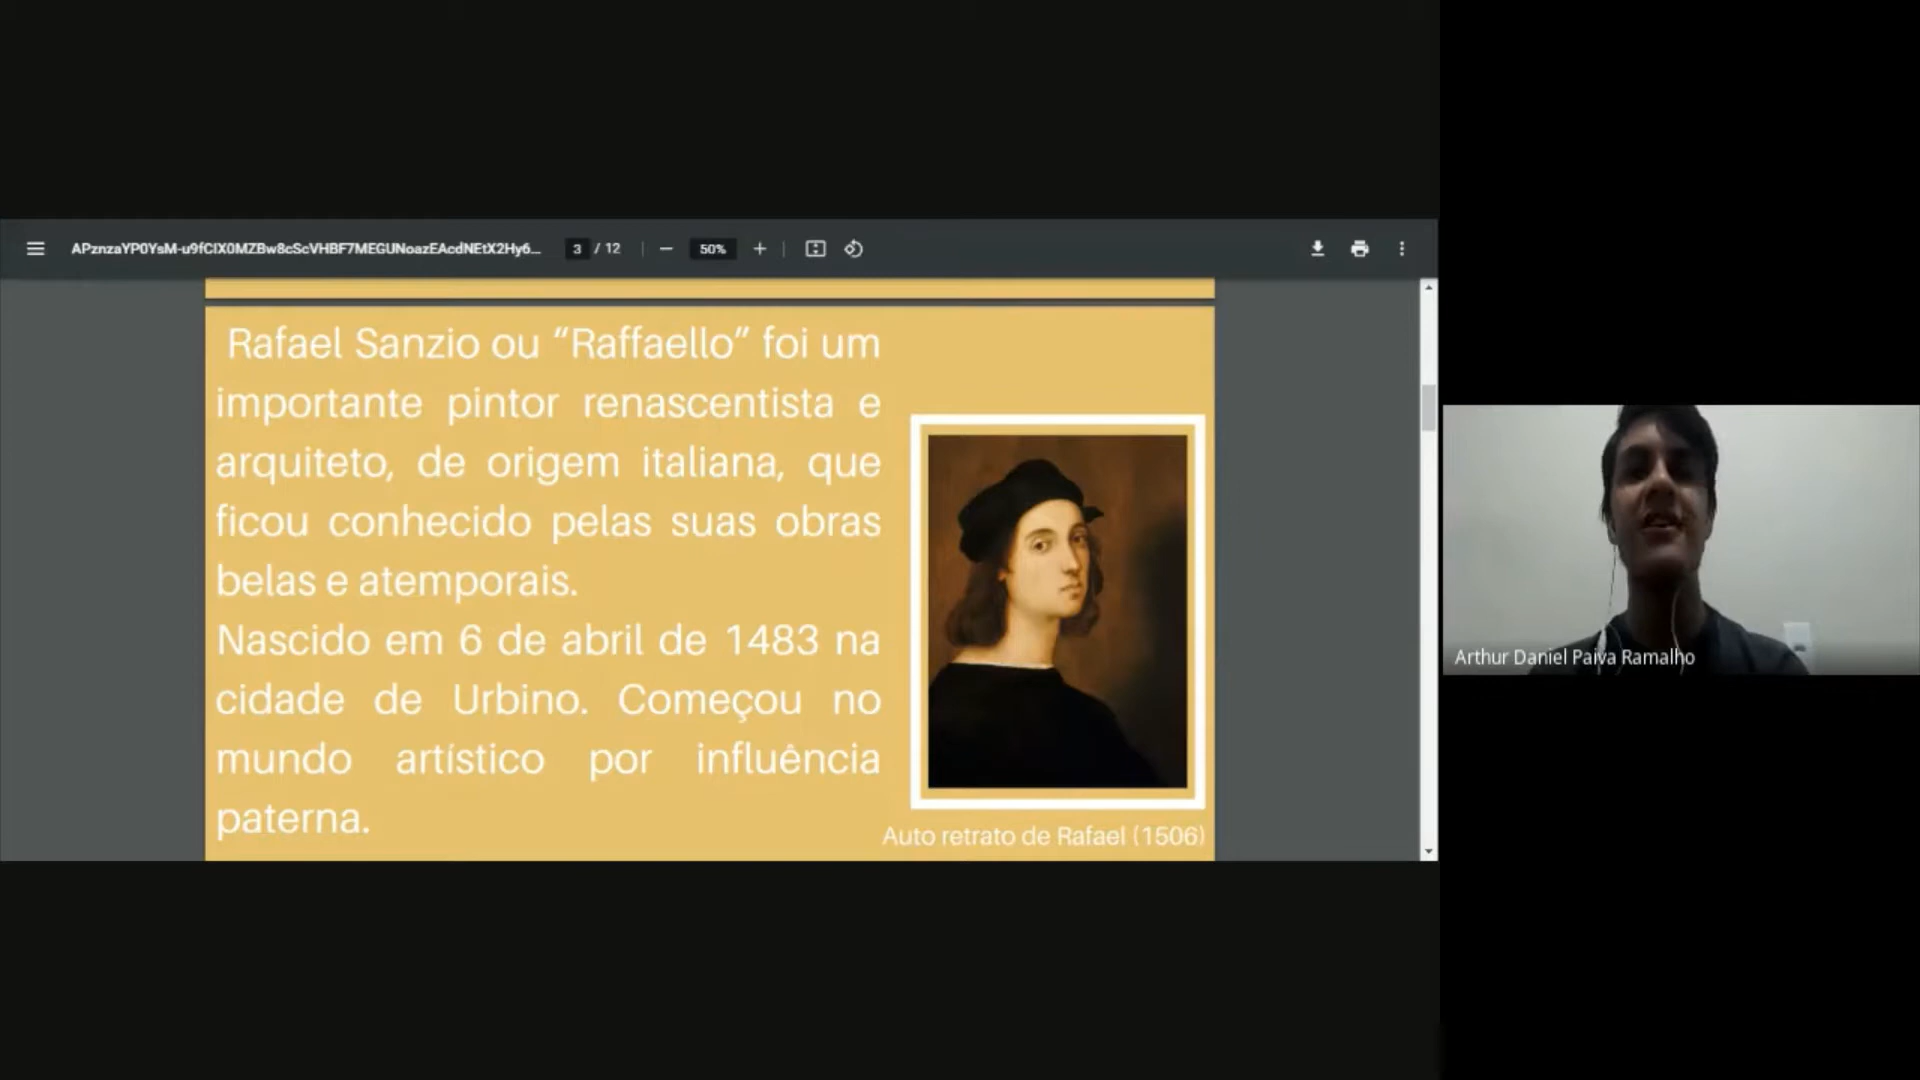 APznzaYP0YsM-u9fCIX0MZBw8cScVHBF7MEGUNoazEAcdNEtX2Hy6...
3 / 12
50%
Rafael Sanzio ou “Raffaello” foi um
importante pintor renascentista e
arquiteto, de origem italiana, que
ficou conhecido pelas suas obras
belas e atemporais.
Nascido em 6 de abril de 1483 na
cidade de Urbino. Começou no
mundo artístico por influência
paterna.
Auto retrato de Rafael (1506)
Arthur Daniel Paiva Ramalho